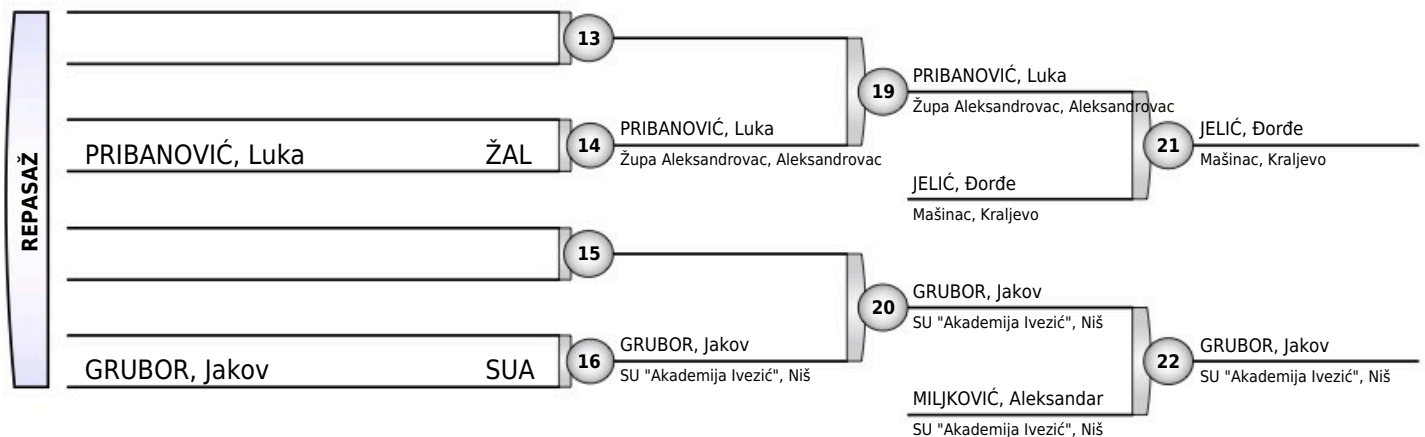 REPASAŽ
13
PRIBANOVIĆ, Luka ŽAL
14
PRIBANOVIĆ, Luka
Župa Aleksandrovac, Aleksandrovac
19
PRIBANOVIĆ, Luka
Župa Aleksandrovac, Aleksandrovac
JELIĆ, Đorđe
Mašinac, Kraljevo
21
JELIĆ, Đorđe
Mašinac, Kraljevo
15
GRUBOR, Jakov SUA
16
GRUBOR, Jakov
SU "Akademija Ivezić", Niš
20
GRUBOR, Jakov
SU "Akademija Ivezić", Niš
MILJKOVIĆ, Aleksandar
SU "Akademija Ivezić", Niš
22
GRUBOR, Jakov
SU "Akademija Ivezić", Niš